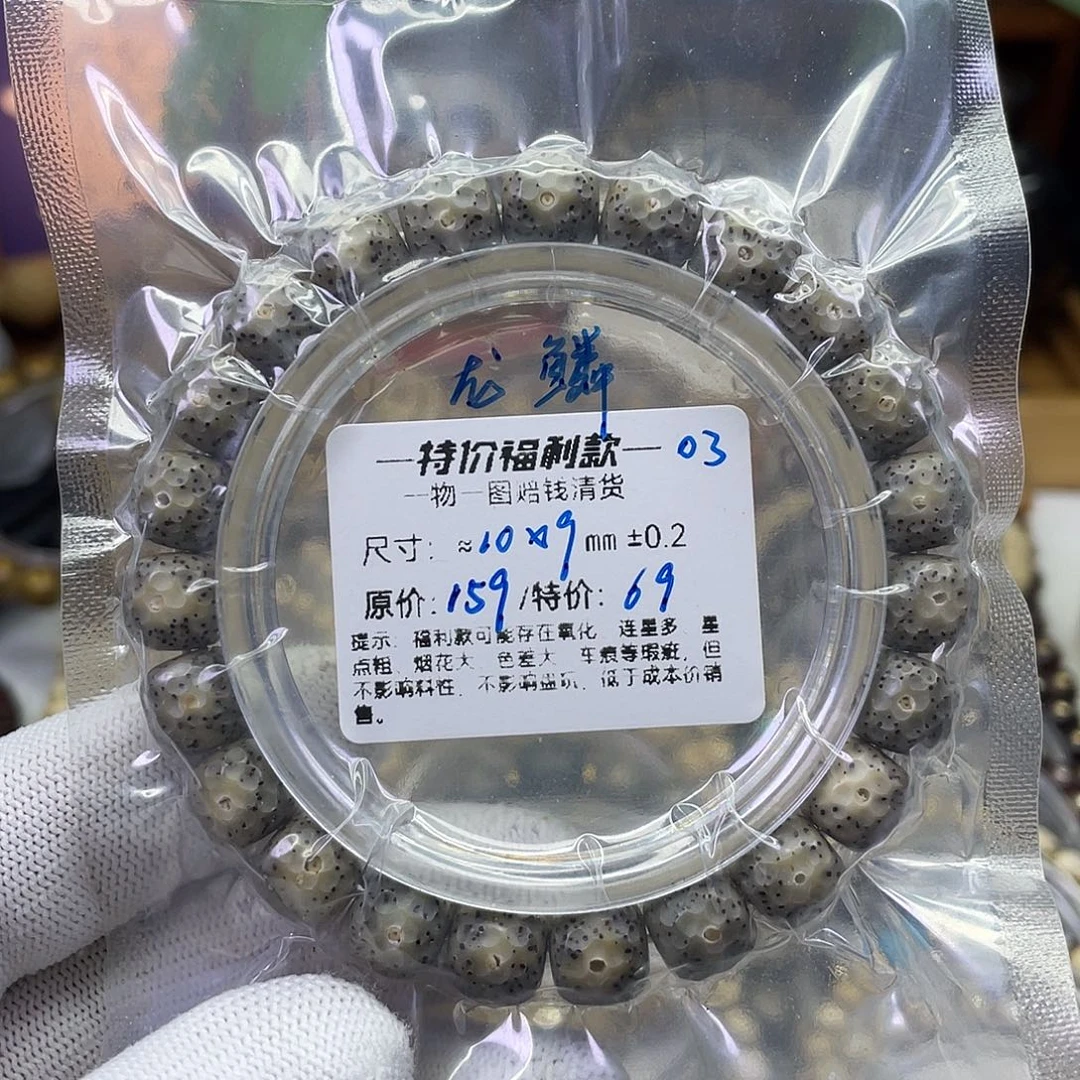 龙鳞
—特价福利款— 03
一物一图赔钱清货
尺寸：≈10×9mm ±0.2
原价：159/特价：69
提示：福利款可能存在氧化、连星多、星
点粗、烟花大、色差大、车痕等瑕疵，但
不影响料性，不影响盘玩，低于成本价销
售。